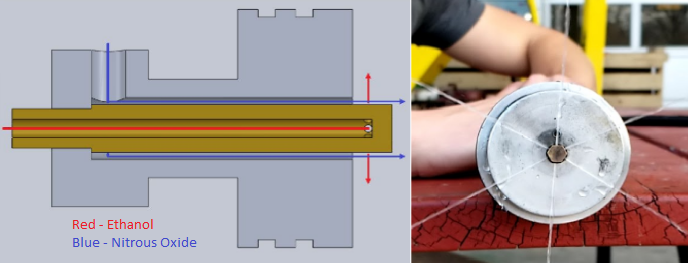 Red - Ethanol
Blue - Nitrous Oxide